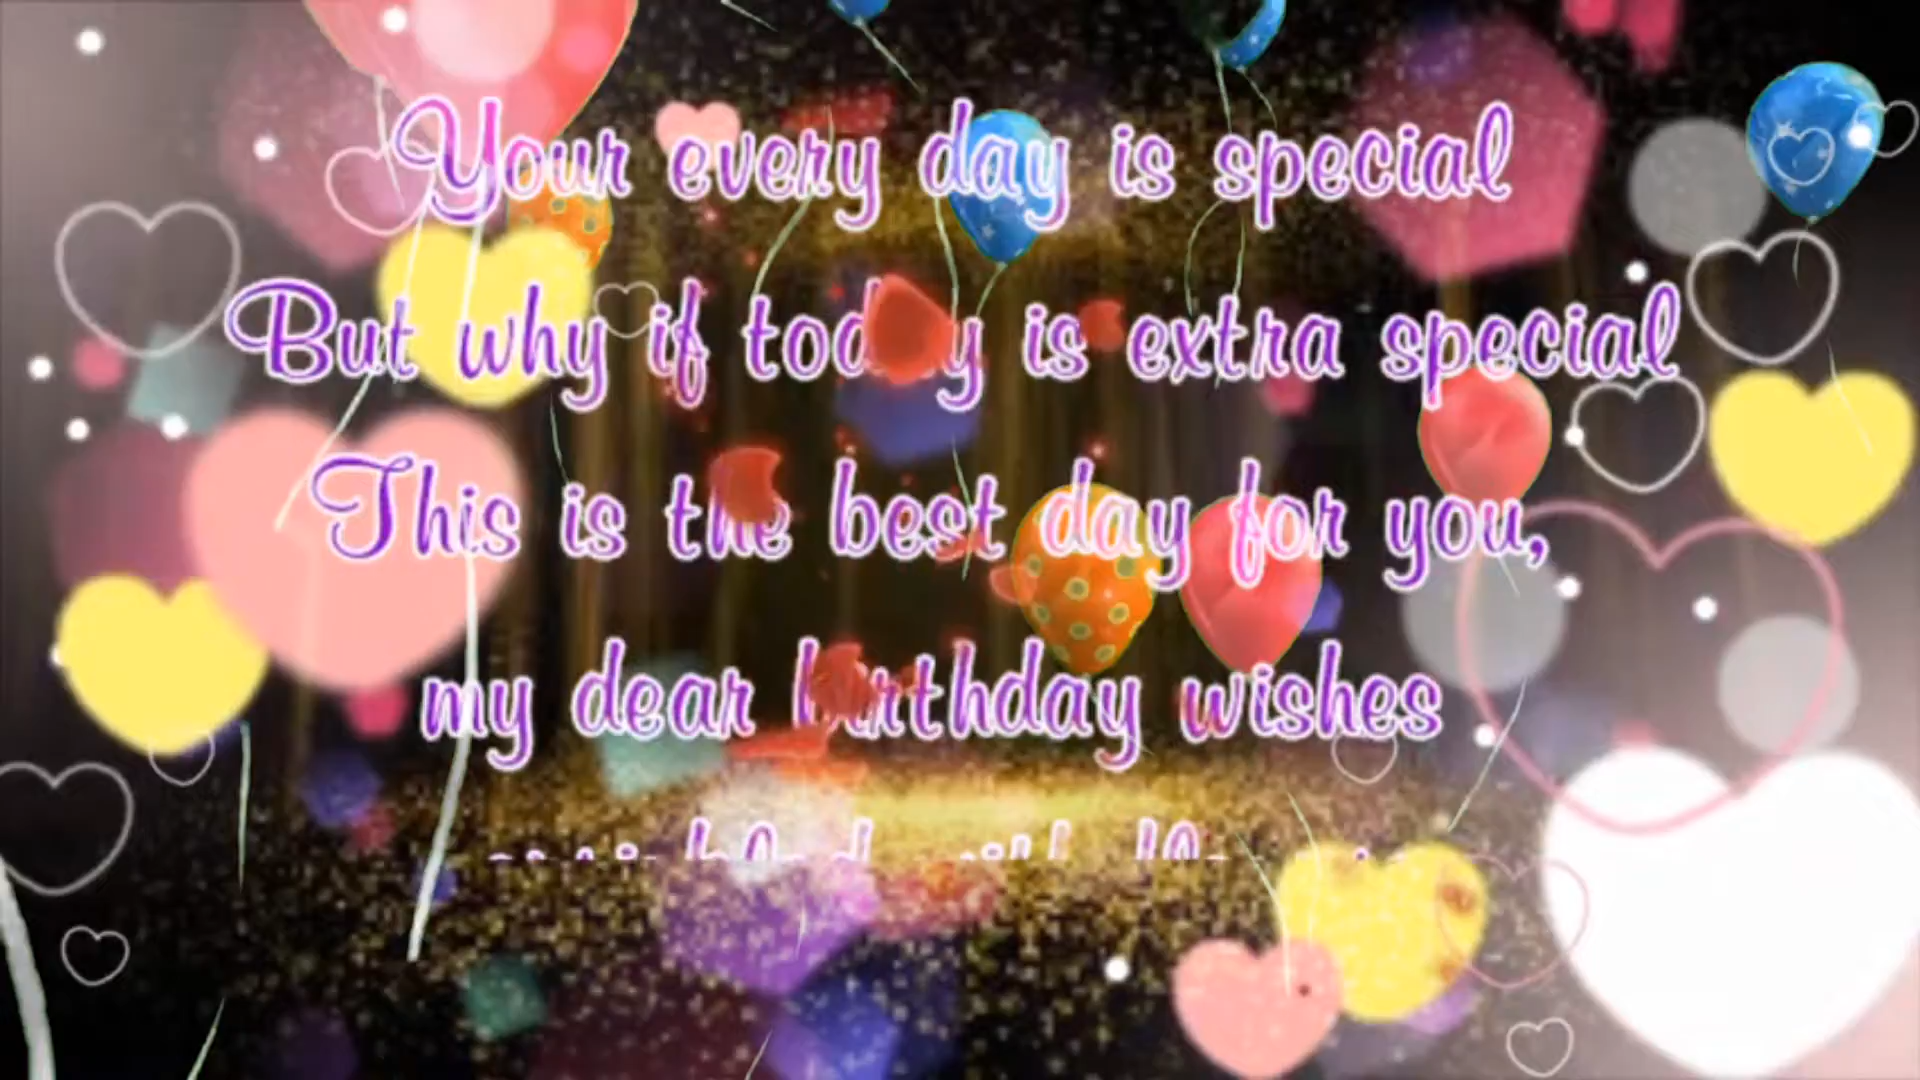 Your every day is special
But why if today is extra special
This is the best day for you,
my dear birthday wishes